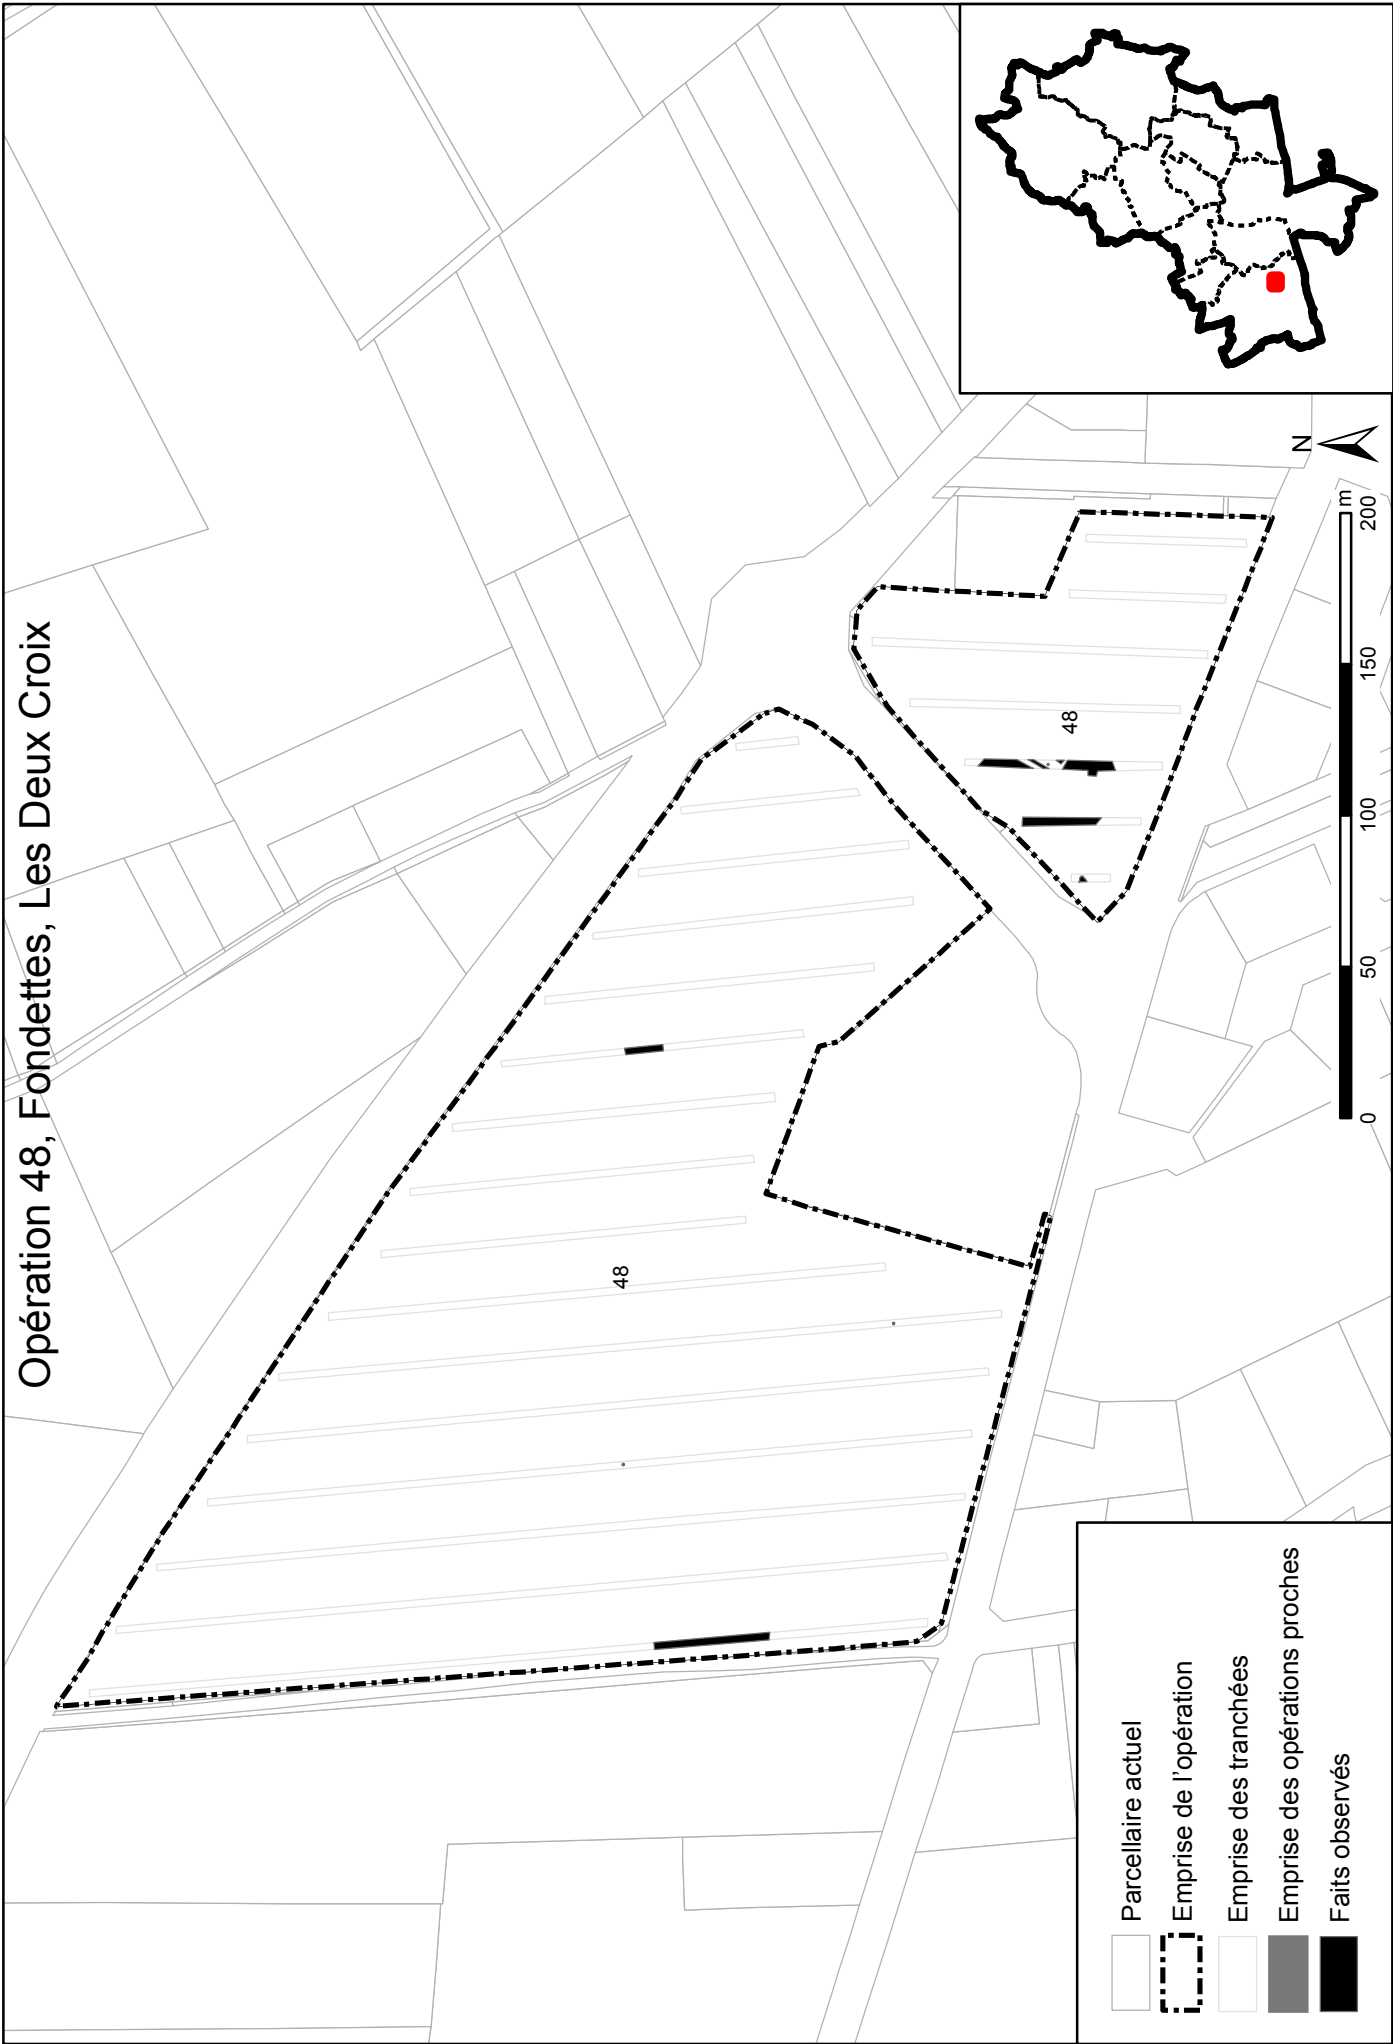 Opération 48, Fondettes, Les Deux Croix
48
48
N
0 50 100 150 200
m
Parcellaire actuel
Emprise de l'opération
Emprise des tranchées
Emprise des opérations proches
Faits observés